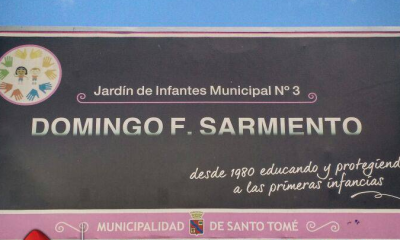 Jardín de Infantes Municipal Nº 3
DOMINGO F. SARMIENTO
desde 1980 educando y protegiendo
a las primeras infancias
MUNICIPALIDAD DE SANTO TOMÉ